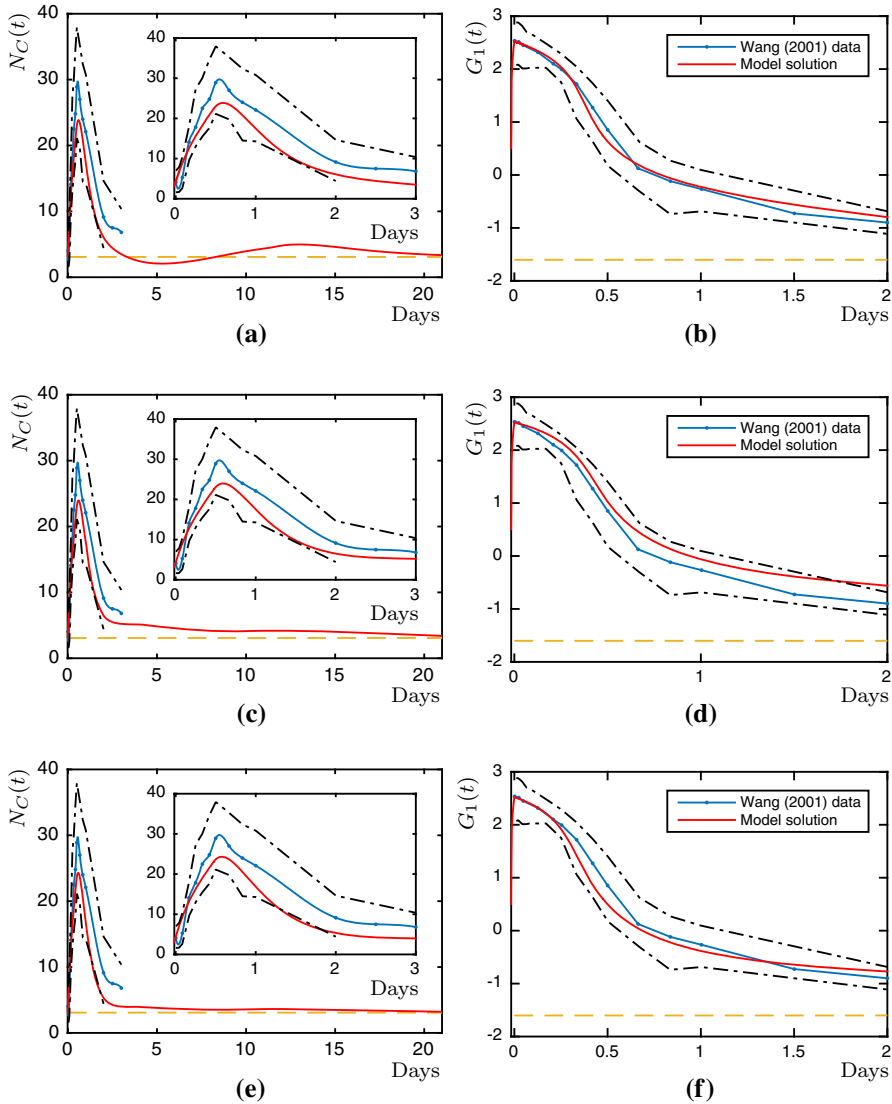 N_C(t)
40
30
20
10
0
0 5 10 15 20
Days
40
30
20
10
0
0 1 2 3
Days
(a)
G_1(t)
3
2
1
0
-1
-2
0 0.5 1 1.5 2
Days
Wang (2001) data
Model solution
(b)
N_C(t)
40
30
20
10
0
0 5 10 15 20
Days
40
30
20
10
0
0 1 2 3
Days
(c)
G_1(t)
3
2
1
0
-1
-2
0 0.5 1 1.5 2
Days
Wang (2001) data
Model solution
(d)
N_C(t)
40
30
20
10
0
0 5 10 15 20
Days
40
30
20
10
0
0 1 2 3
Days
(e)
G_1(t)
3
2
1
0
-1
-2
0 0.5 1 1.5 2
Days
Wang (2001) data
Model solution
(f)